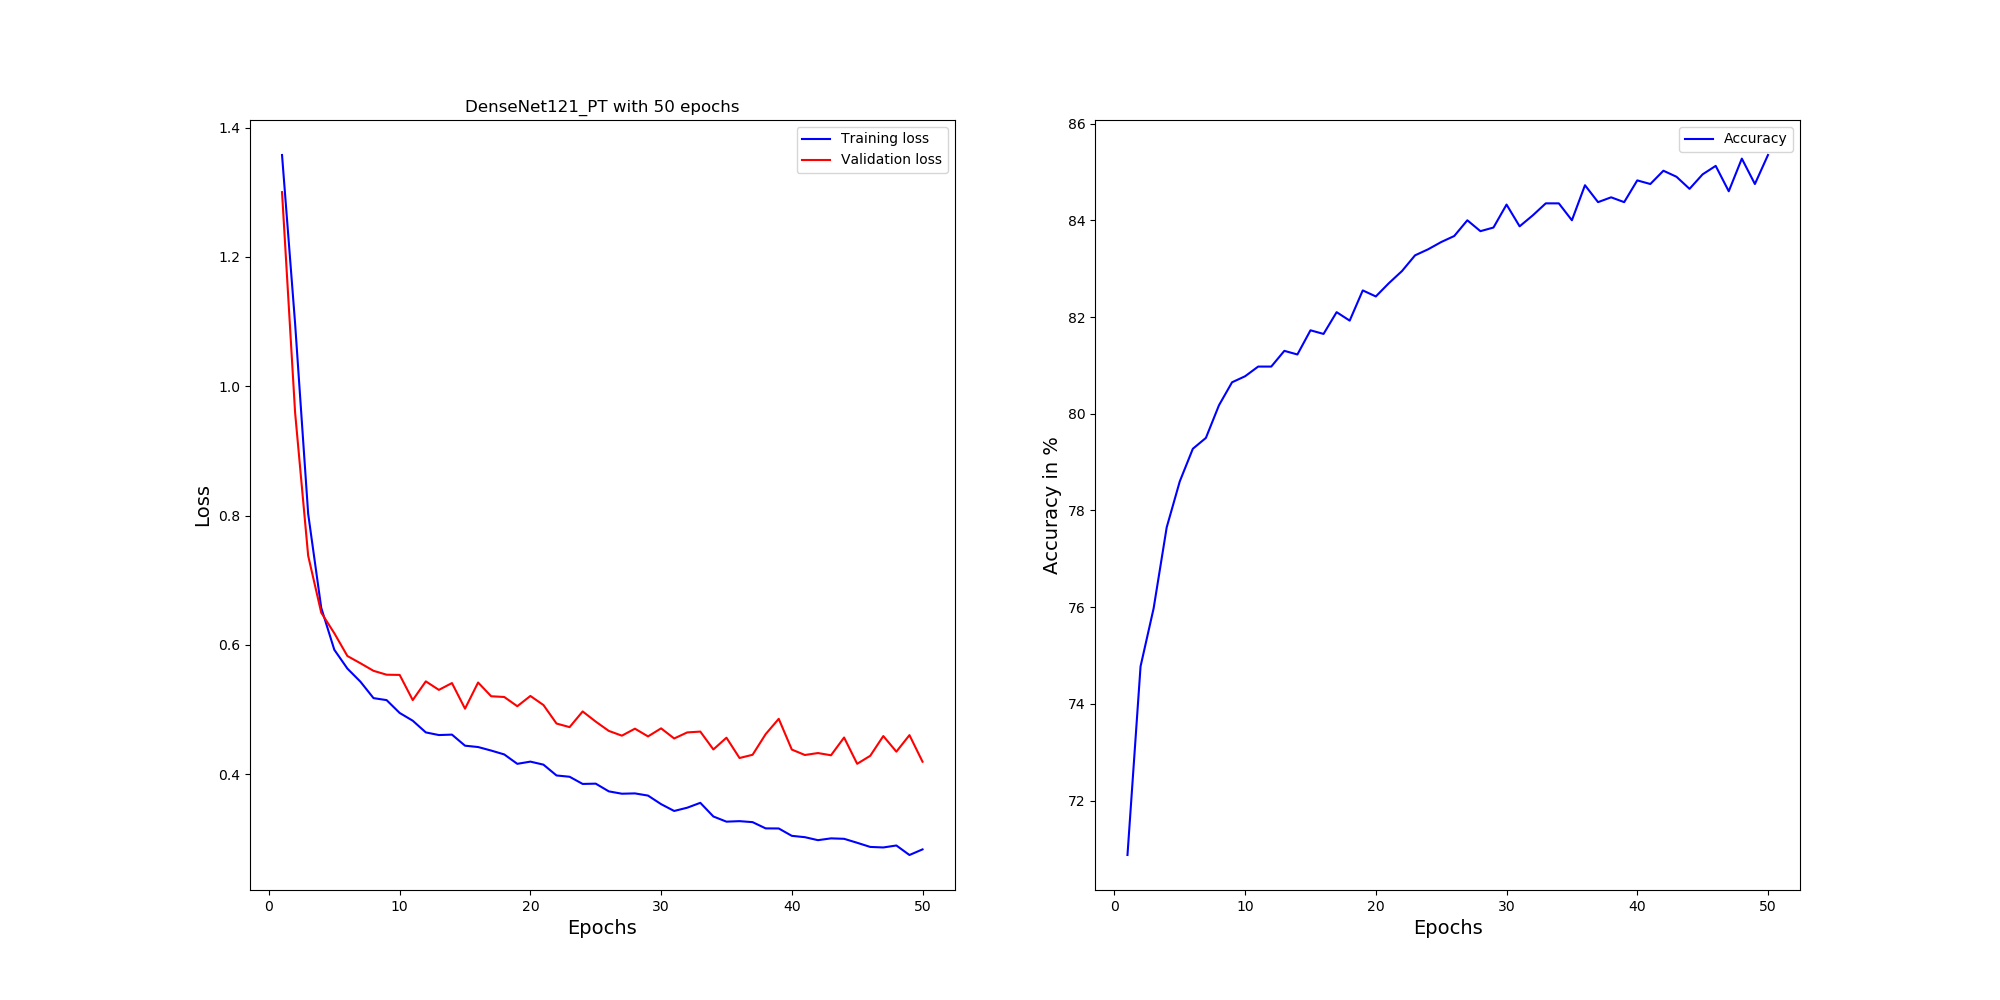 DenseNet121_PT with 50 epochs
Training loss
Validation loss
1.4
1.2
1.0
0.8
0.6
0.4
Loss
0 10 20 30 40 50
Epochs
Accuracy
86
84
82
80
78
76
74
72
Accuracy in %
0 10 20 30 40 50
Epochs